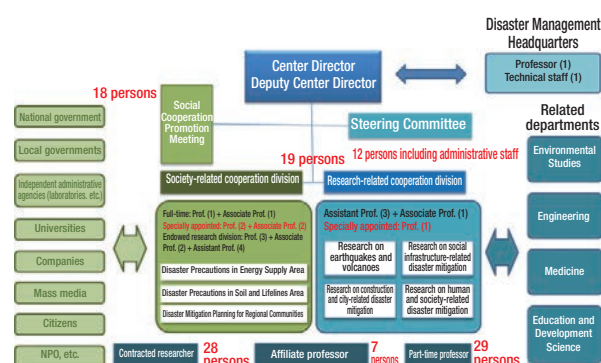 Disaster Management
Headquarters
Professor (1)
Technical staff (1)
Center Director
Deputy Center Director
18 persons
Social
Cooperation
Promotion
Meeting
Steering Committee
19 persons
12 persons including administrative staff
Society-related cooperation division
Research-related cooperation division
National government
Local governments
Independent administrative
agencies (laboratories. etc.)
Universities
Companies
Mass media
Citizens
NPO, etc.
Full-time: Prof. (1) + Associate Prof. (1)
Specially appointed: Prof. (2) + Associate Prof. (2)
Endowed research division: Prof. (3) + Associate
Prof. (2) + Assistant Prof. (4)
Disaster Precautions in Energy Supply Area
Disaster Precautions in Soil and Lifelines Area
Disaster Mitigation Planning for Regional Communities
Assistant Prof. (3) + Associate Prof. (1)
Specially appointed: Prof. (1)
Research on
earthquakes and
volcanoes
Research on social
infrastructure-related
disaster mitigation
Research on construction
and city-related disaster
mitigation
Research on human
and society-related
disaster mitigation
Related
departments
Environmental
Studies
Engineering
Medicine
Education and
Development
Science
Contracted researcher
28
persons
Affiliate professor
7
persons
Part-time professor
29
persons